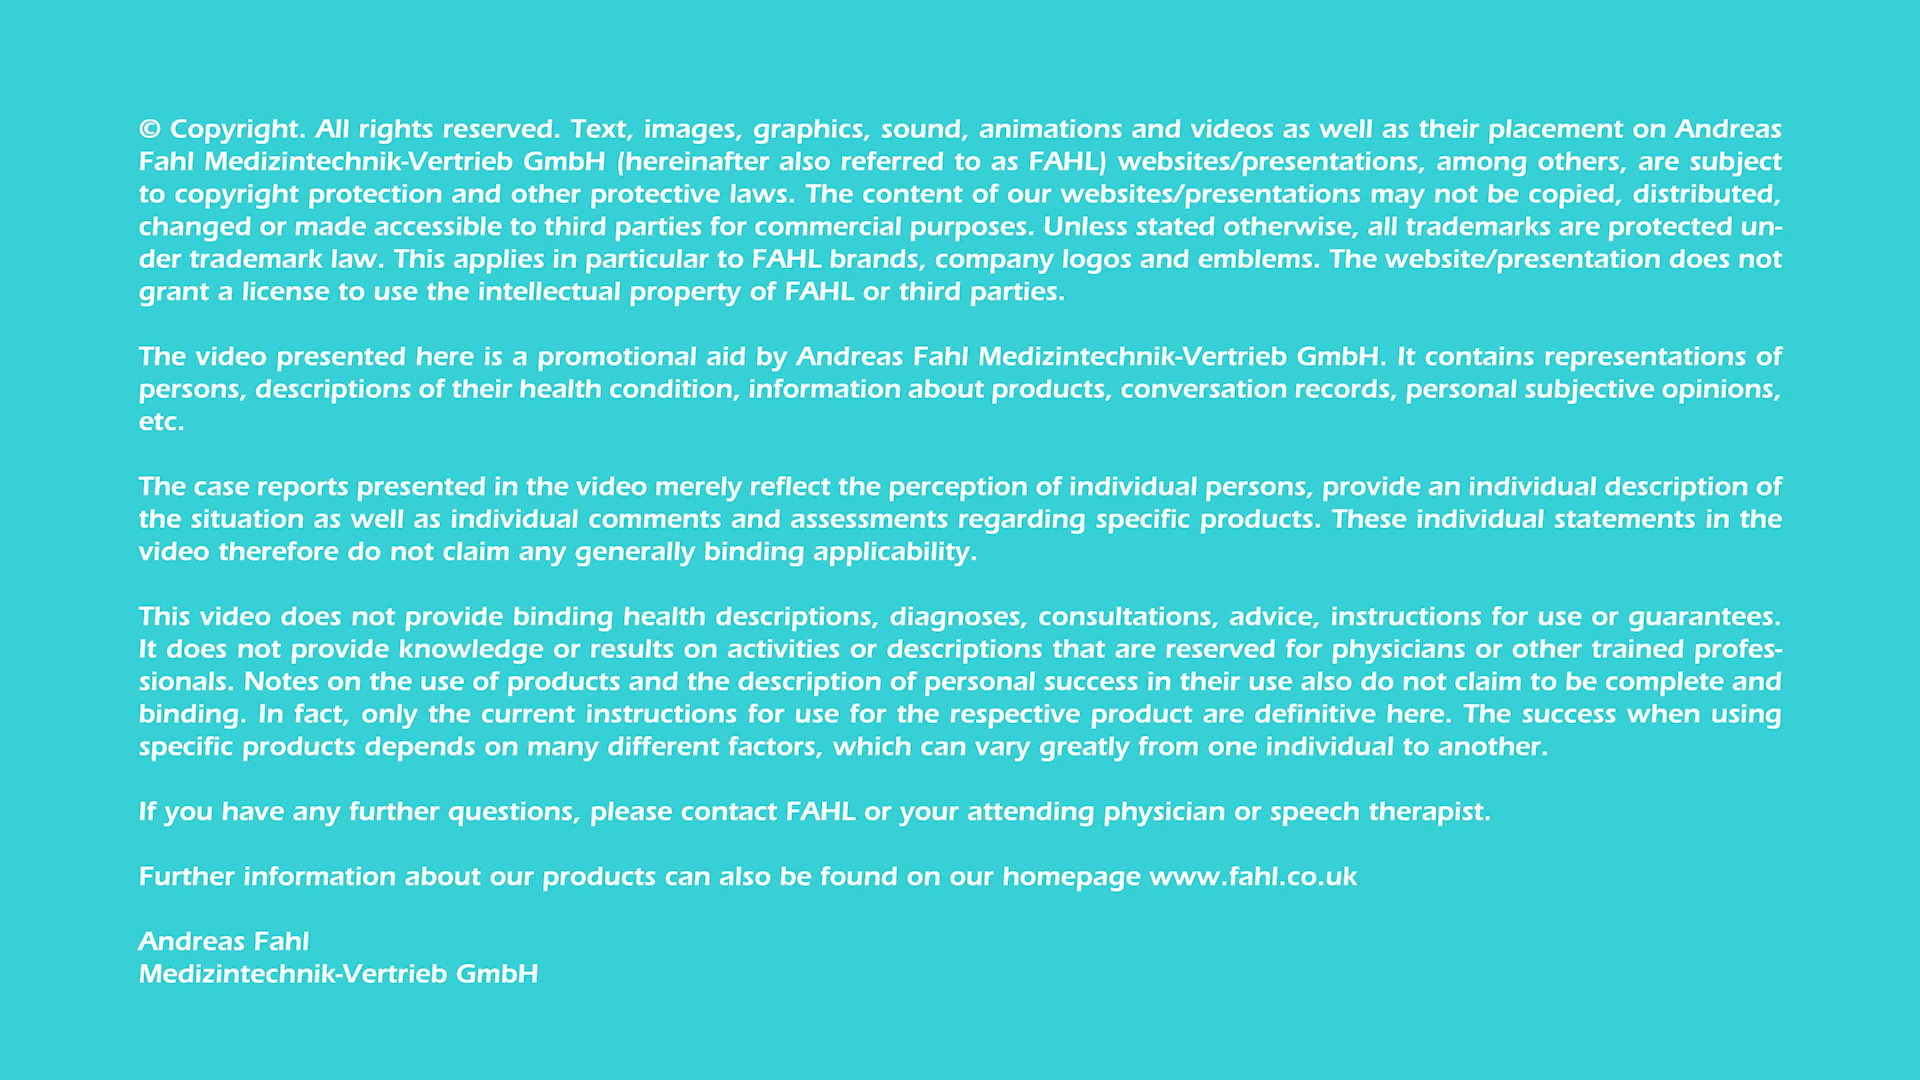 © Copyright. All rights reserved. Text, images, graphics, sound, animations and videos as well as their placement on Andreas
Fahl Medizintechnik-Vertrieb GmbH (hereinafter also referred to as FAHL) websites/presentations, among others, are subject
to copyright protection and other protective laws. The content of our websites/presentations may not be copied, distributed,
changed or made accessible to third parties for commercial purposes. Unless stated otherwise, all trademarks are protected un-
der trademark law. This applies in particular to FAHL brands, company logos and emblems. The website/presentation does not
grant a license to use the intellectual property of FAHL or third parties.
The video presented here is a promotional aid by Andreas Fahl Medizintechnik-Vertrieb GmbH. It contains representations of
persons, descriptions of their health condition, information about products, conversation records, personal subjective opinions,
etc.
The case reports presented in the video merely reflect the perception of individual persons, provide an individual description of
the situation as well as individual comments and assessments regarding specific products. These individual statements in the
video therefore do not claim any generally binding applicability.
This video does not provide binding health descriptions, diagnoses, consultations, advice, instructions for use or guarantees.
It does not provide knowledge or results on activities or descriptions that are reserved for physicians or other trained profes-
sionals. Notes on the use of products and the description of personal success in their use also do not claim to be complete and
binding. In fact, only the current instructions for use for the respective product are definitive here. The success when using
specific products depends on many different factors, which can vary greatly from one individual to another.
If you have any further questions, please contact FAHL or your attending physician or speech therapist.
Further information about our products can also be found on our homepage www.fahl.co.uk
Andreas Fahl
Medizintechnik-Vertrieb GmbH